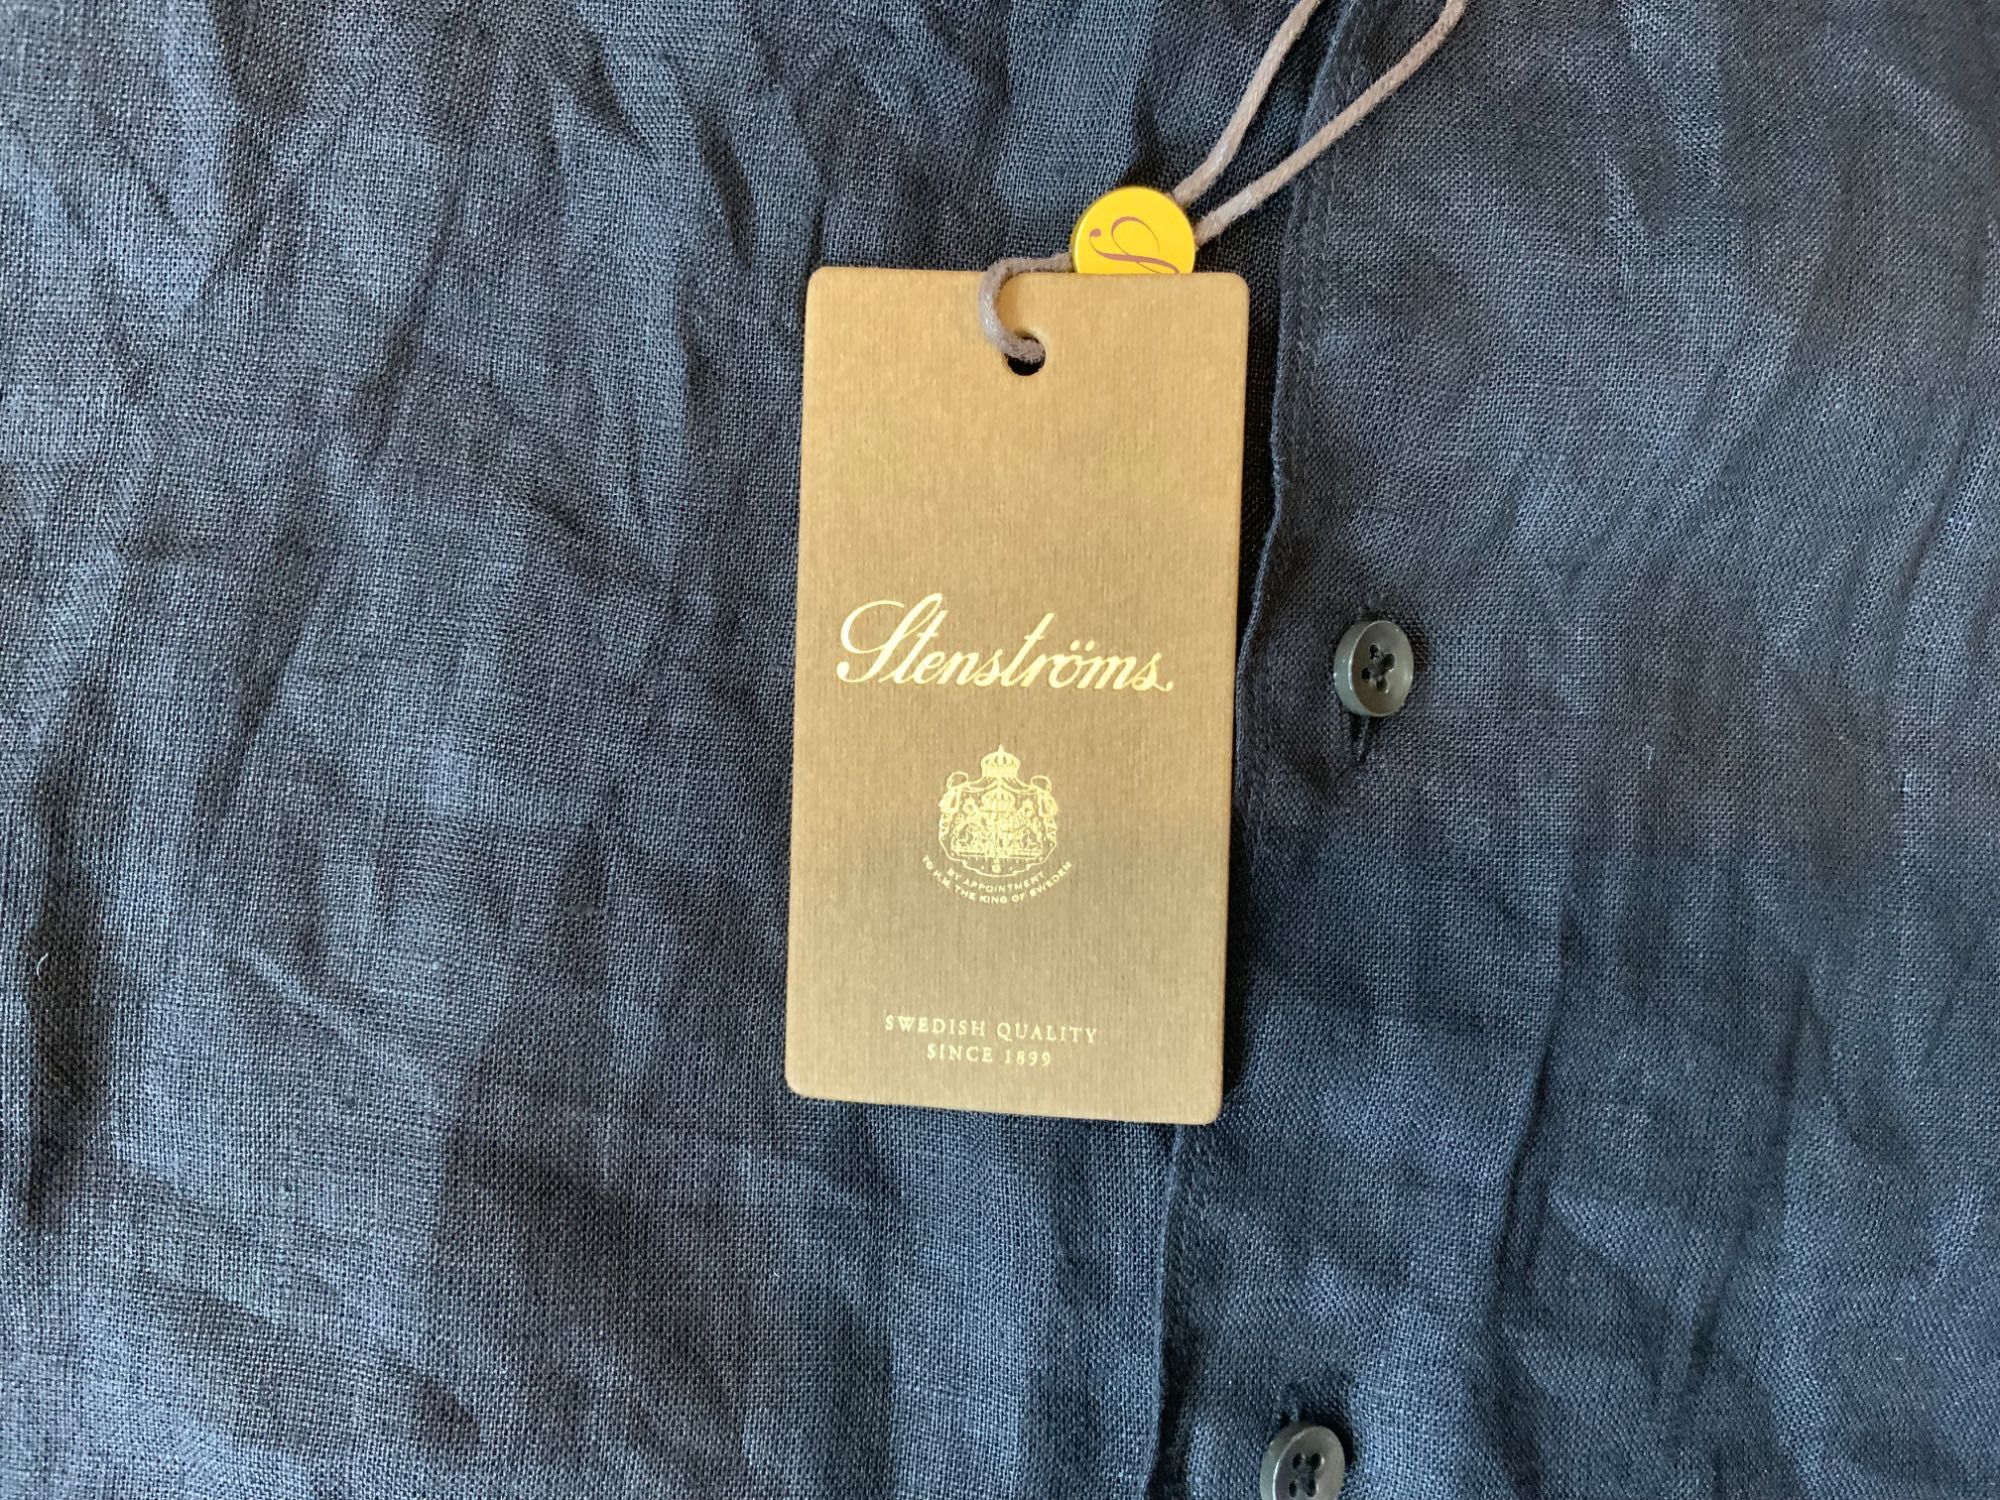 S
Stenströms
BY APPOINTMENT
TO H.M. THE KING OF SWEDEN
SWEDISH QUALITY
SINCE 1899